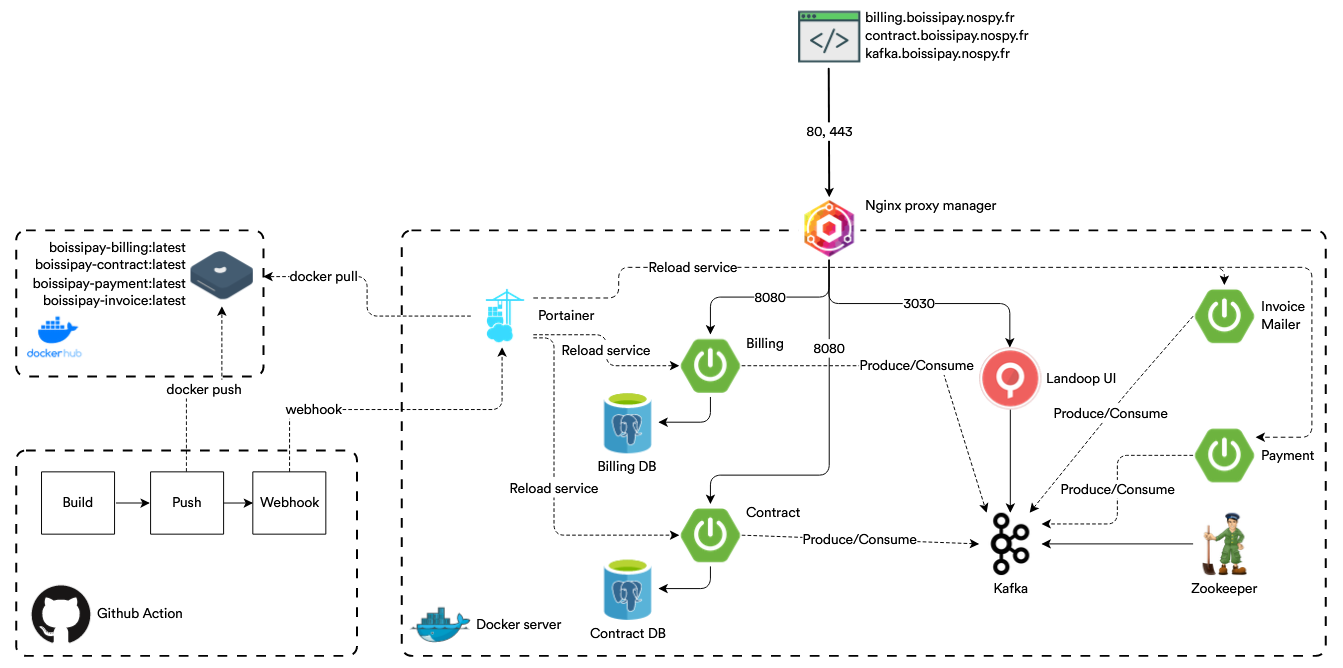 billing.boissipay.nospy.fr
contract.boissipay.nospy.fr
kafka.boissipay.nospy.fr
</>
80, 443
Nginx proxy manager
boissipay-billing:latest
boissipay-contract:latest
boissipay-payment:latest
boissipay-invoice:latest
docker hub
docker pull
Reload service
8080
3030
Portainer
Invoice
Mailer
Reload service
Billing
8080
Produce/Consume
Landoop UI
docker push
webhook
Produce/Consume
Billing DB
Payment
Reload service
Produce/Consume
Build
Push
Webhook
Contract
Produce/Consume
Kafka
Zookeeper
Github Action
Docker server
Contract DB